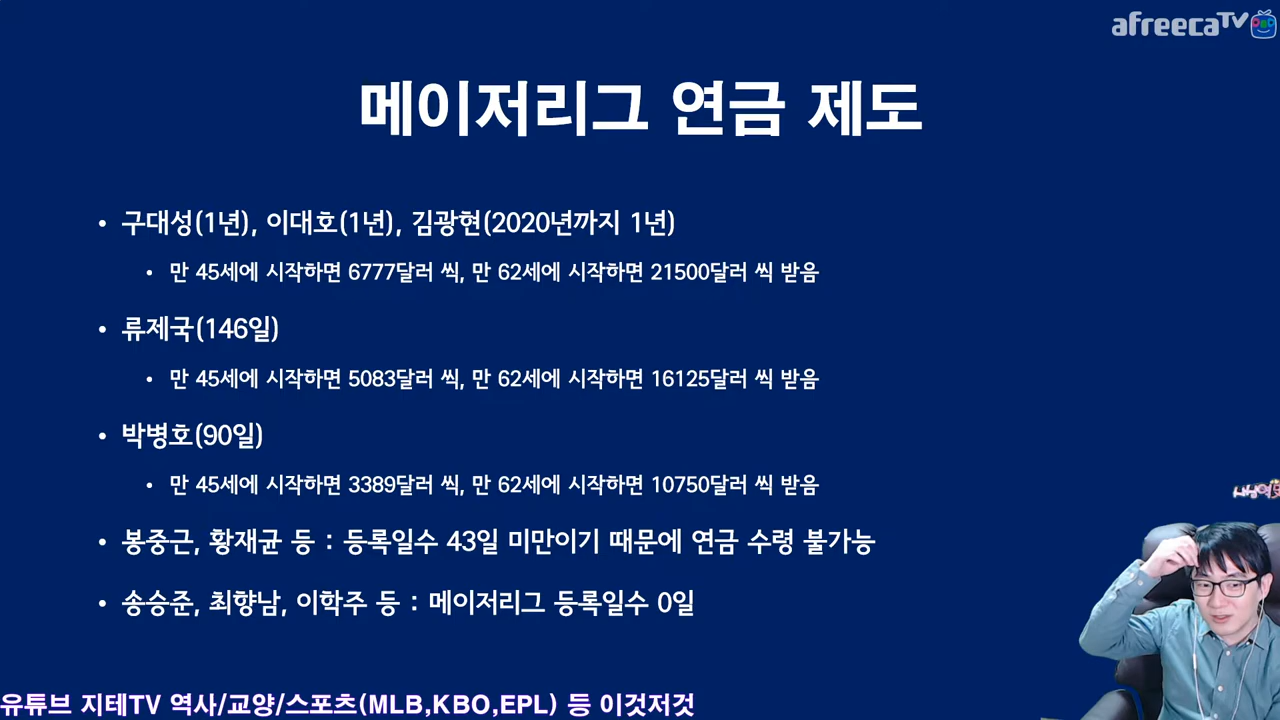 afreecaTV
메이저리그 연금 제도
• 구대성(1년), 이대호(1년), 김광현(2020년까지 1년)
• 만 45세에 시작하면 6777달러 씩, 만 62세에 시작하면 21500달러 씩 받음
• 류제국(146일)
• 만 45세에 시작하면 5083달러 씩, 만 62세에 시작하면 16125달러 씩 받음
• 박병호(90일)
• 만 45세에 시작하면 3389달러 씩, 만 62세에 시작하면 10750달러 씩 받음
• 봉중근, 황재균 등 : 등록일수 43일 미만이기 때문에 연금 수령 불가능
• 송승준, 최향남, 이학주 등 : 메이저리그 등록일수 0일
유튜브 지테TV 역사/교양/스포츠(MLB,KBO,EPL) 등 이것저것